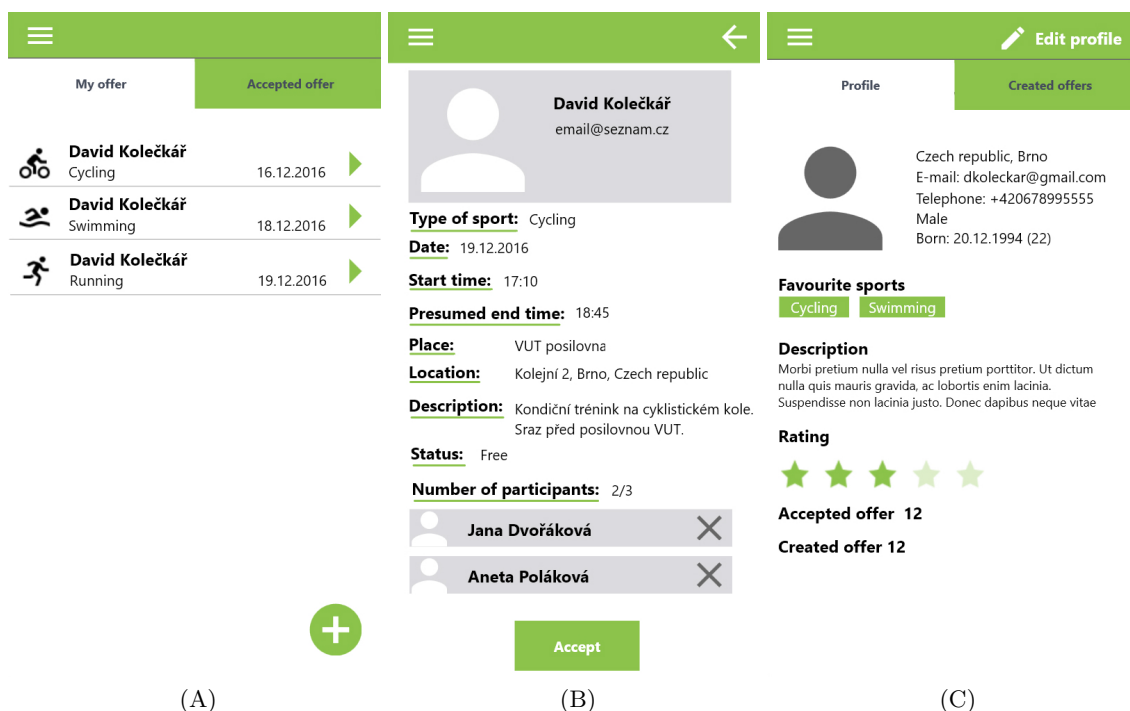 My offer
Accepted offer
David Kolečkář
Cycling
16.12.2016
David Kolečkář
Swimming
18.12.2016
David Kolečkář
Running
19.12.2016
(A)
David Kolečkář
email@seznam.cz
Type of sport: Cycling
Date: 19.12.2016
Start time: 17:10
Presumed end time: 18:45
Place: VUT posilovna
Location: Kolejní 2, Brno, Czech republic
Description: Kondiční trénink na cyklistickém kole.
Sraz před posilovnou VUT.
Status: Free
Number of participants: 2/3
Jana Dvořáková
Aneta Poláková
Accept
(B)
Edit profile
Profile
Created offers
Czech republic, Brno
E-mail: dkoleckar@gmail.com
Telephone: +420678995555
Male
Born: 20.12.1994 (22)
Favourite sports
Cycling
Swimming
Description
Morbi pretium nulla vel risus pretium porttitor. Ut dictum
nulla quis mauris gravida, ac lobortis enim lacinia.
Suspendisse non lacinia justo. Donec dapibus neque vitae
Rating
Accepted offer 12
Created offer 12
(C)